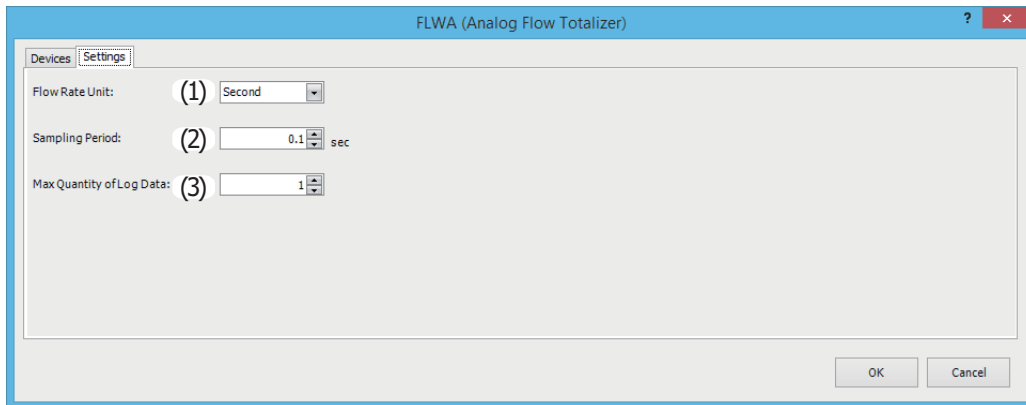 FLWA (Analog Flow Totalizer) ? ×
Devices Settings
Flow Rate Unit: (1) Second
Sampling Period: (2) 0.1 sec
Max Quantity of Log Data: (3) 1
OK Cancel